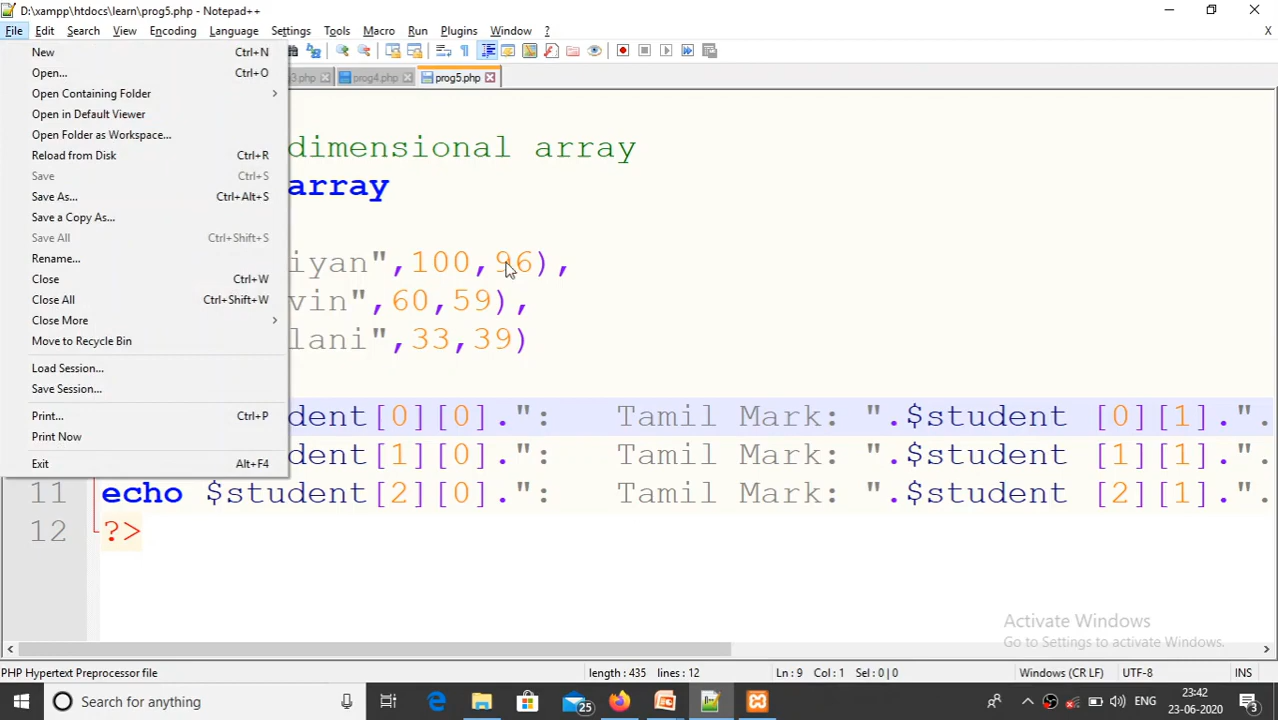 D:\xampp\htdocs\learn\prog5.php - Notepad++
File Edit Search View Encoding Language Settings Tools Macro Run Plugins Window ?
X
New Ctrl+N
Open... Ctrl+O
Open Containing Folder
Open in Default Viewer
Open Folder as Workspace...
Reload from Disk Ctrl+R
Save Ctrl+S
Save As... Ctrl+Alt+S
Save a Copy As...
Save All Ctrl+Shift+S
Rename...
Close Ctrl+W
Close All Ctrl+Shift+W
Close More
Move to Recycle Bin
Load Session...
Save Session...
Print... Ctrl+P
Print Now
Exit Alt+F4
3.php prog4.php prog5.php
dimensional array
array
iyan",100,96),
vin",60,59),
lani",33,39)
dent[0][0].": Tamil Mark: ".$student [0][1].".
dent[1][0].": Tamil Mark: ".$student [1][1].".
11 echo $student[2][0].": Tamil Mark: ".$student [2][1].".
12 ?>
Activate Windows
Go to Settings to activate Windows.
PHP Hypertext Preprocessor file length : 435 lines : 12 Ln : 9 Col : 1 Sel : 0 | 0 Windows (CR LF) UTF-8 INS
Search for anything 25 ENG 23:42
23-06-2020 3